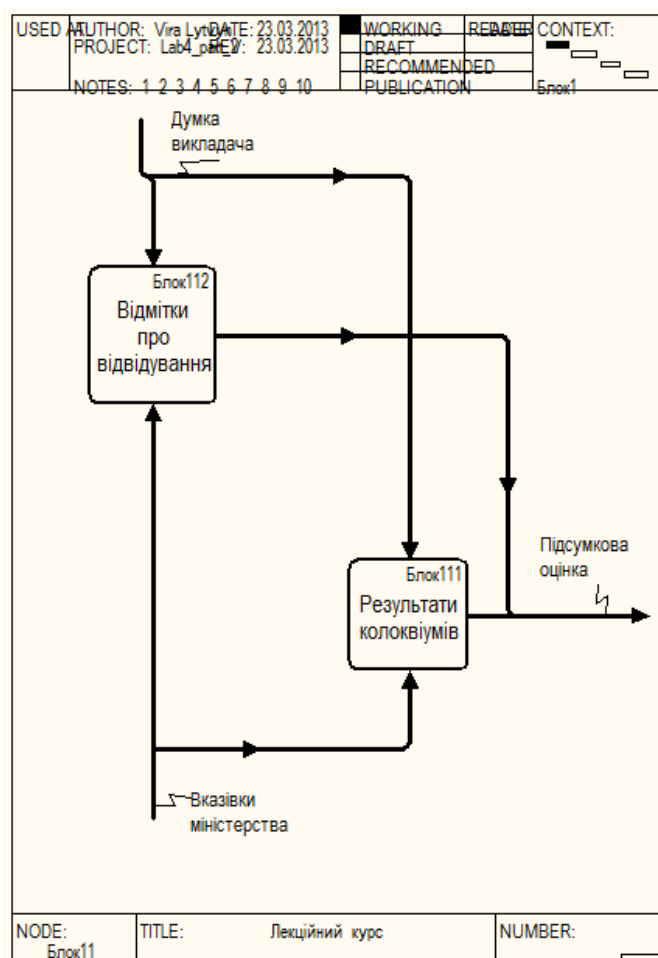 USED AT:
AUTHOR: Vira Lytvyn DATE: 23.03.2013
PROJECT: Lab4_part_2 REV: 23.03.2013
NOTES: 1 2 3 4 5 6 7 8 9 10
WORKING
DRAFT
RECOMMENDED
PUBLICATION
READER DATE
CONTEXT:
Блок1
Думка
викладача
Блок112
Відмітки
про
відвідування
Блок111
Результати
колоквіумів
Підсумкова
оцінка
Вказівки
міністерства
NODE:
Блок11
TITLE: Лекційний курс
NUMBER: